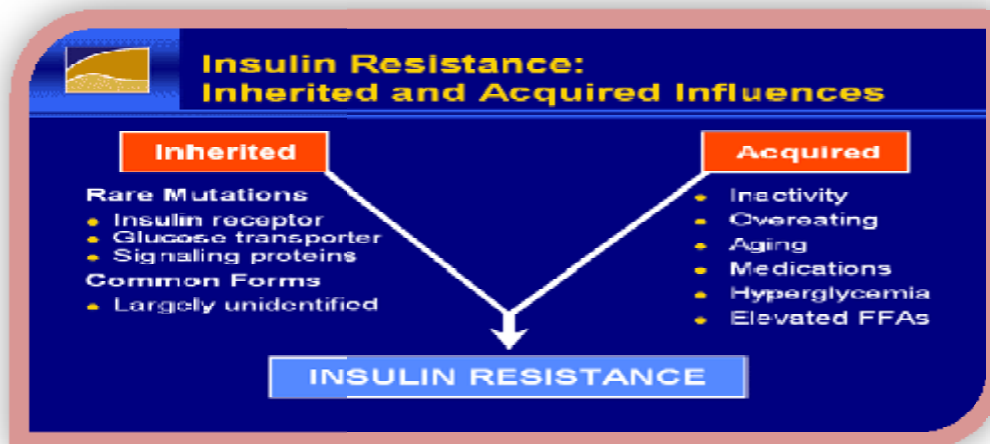 Insulin Resistance:
Inherited and Acquired Influences
Inherited
Rare Mutations
• Insulin receptor
• Glucose transporter
• Signaling proteins
Common Forms
• Largely unidentified
Acquired
• Inactivity
• Overeating
• Aging
• Medications
• Hyperglycemia
• Elevated FFAs
INSULIN RESISTANCE